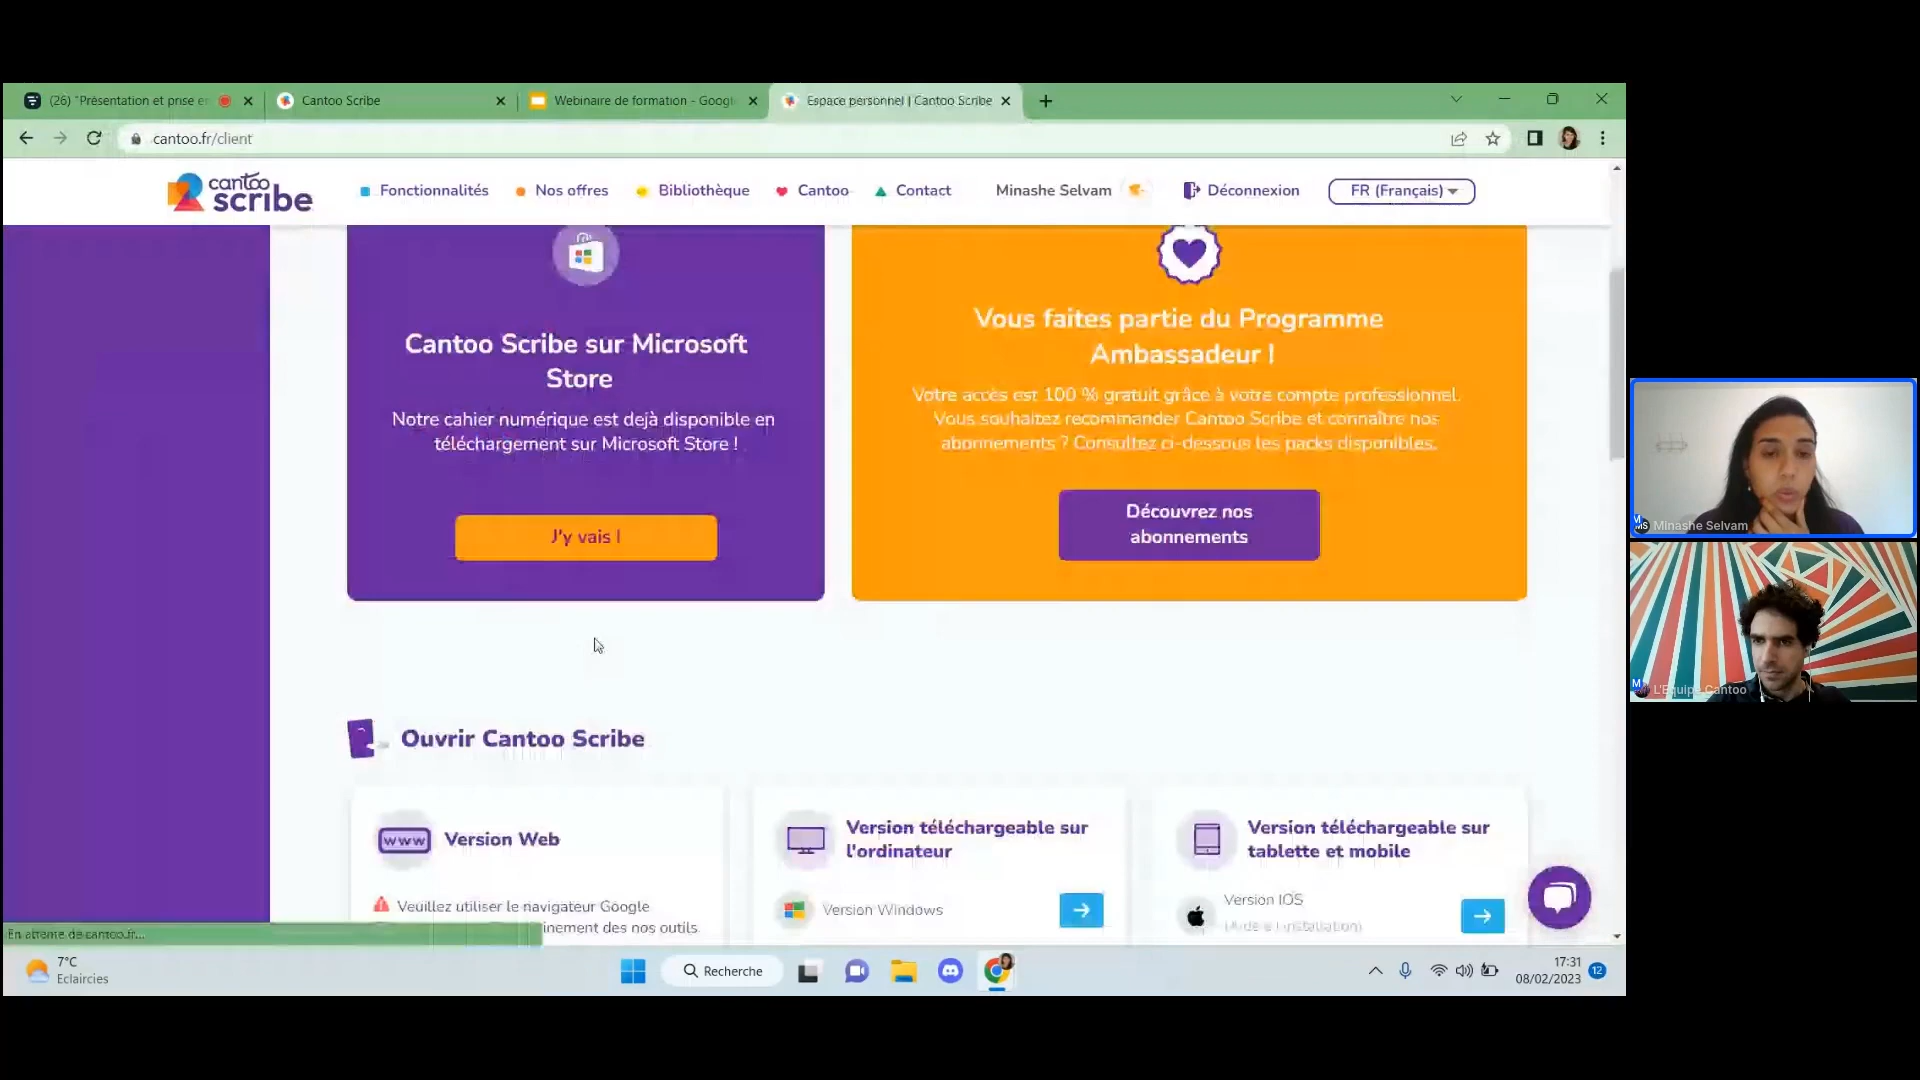 (26) "Présentation et prise e
Cantoo Scribe
Webinaire de formation - Googl
Espace personnel | Cantoo Scribe
cantoo.fr/client
cantoo
scribe
Fonctionnalités
Nos offres
Bibliothèque
Cantoo
Contact
Minashe Selvam
Déconnexion
FR (Français)
Cantoo Scribe sur Microsoft
Store
Notre cahier numérique est dejà disponible en
téléchargement sur Microsoft Store !
J'y vais !
Vous faites partie du Programme
Ambassadeur !
Votre accès est 100 % gratuit grâce à votre compte professionnel.
Vous souhaitez recommander Cantoo Scribe et connaître nos
abonnements ? Consultez ci-dessous les packs disponibles.
Découvrez nos
abonnements
Ouvrir Cantoo Scribe
www
Version Web
Veuillez utiliser le navigateur Google
inement des nos outils.
Version téléchargeable sur
l'ordinateur
Version Windows
Version téléchargeable sur
tablette et mobile
Version IOS
(Aide à l'installation)
En attente de cantoo.fr...
7°C
Eclaircies
Recherche
17:31
08/02/2023
12
M
MS
Minashe Selvam
M
L'Equipe Cantoo